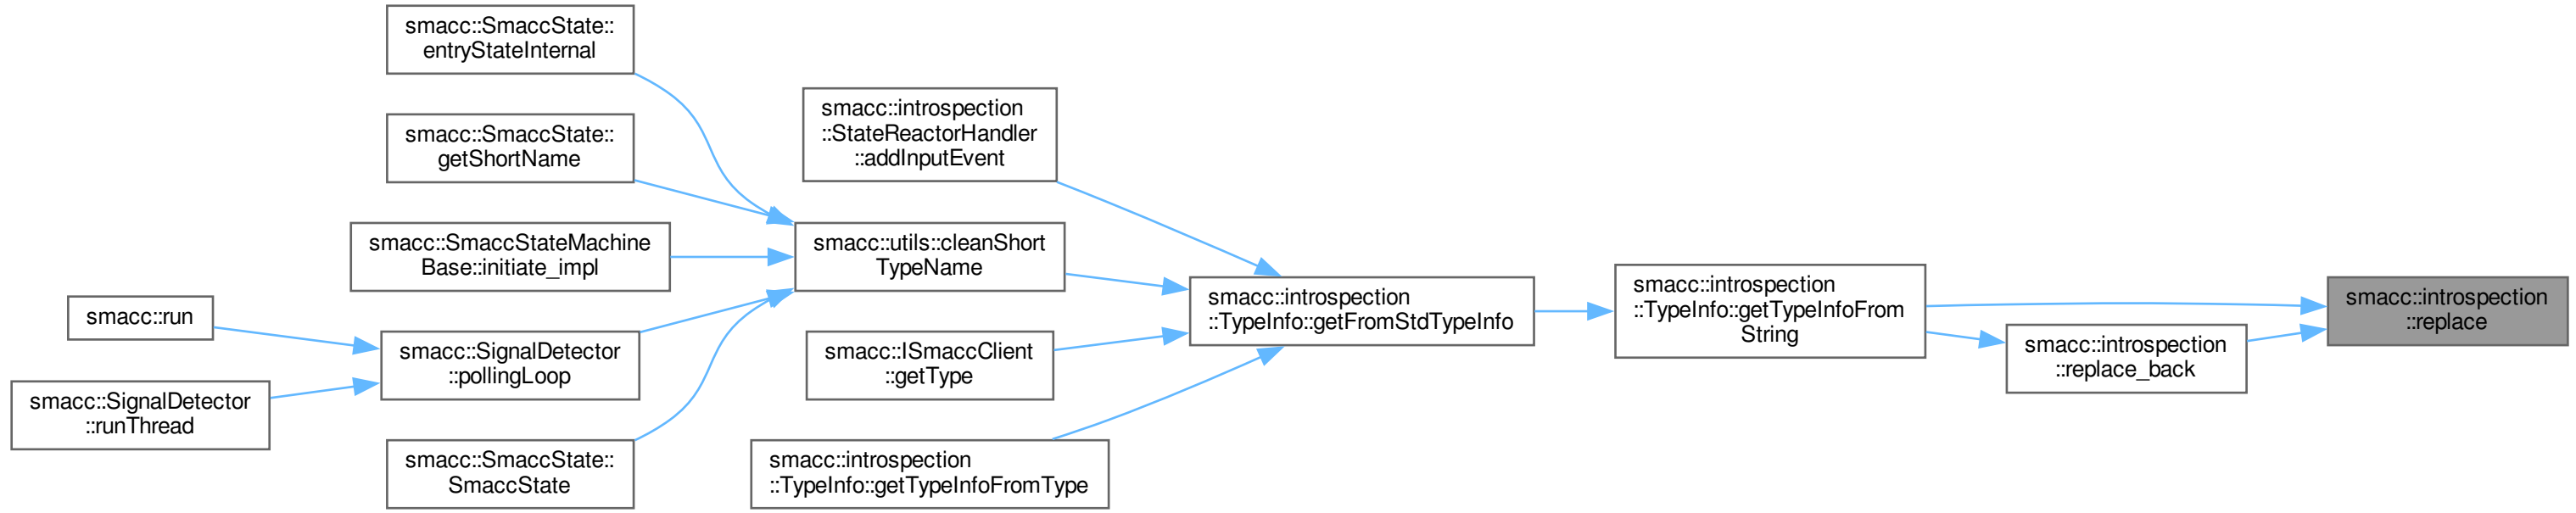 smacc::SmaccState::
entryStateInternal
smacc::SmaccState::
getShortName
smacc::SmaccStateMachine
Base::initiate_impl
smacc::run
smacc::SignalDetector
::runThread
smacc::SignalDetector
::pollingLoop
smacc::SmaccState::
SmaccState
smacc::introspection
::StateReactorHandler
::addInputEvent
smacc::utils::cleanShort
TypeName
smacc::ISmaccClient
::getType
smacc::introspection
::TypeInfo::getTypeInfoFromType
smacc::introspection
::TypeInfo::getFromStdTypeInfo
smacc::introspection
::TypeInfo::getTypeInfoFrom
String
smacc::introspection
::replace_back
smacc::introspection
::replace